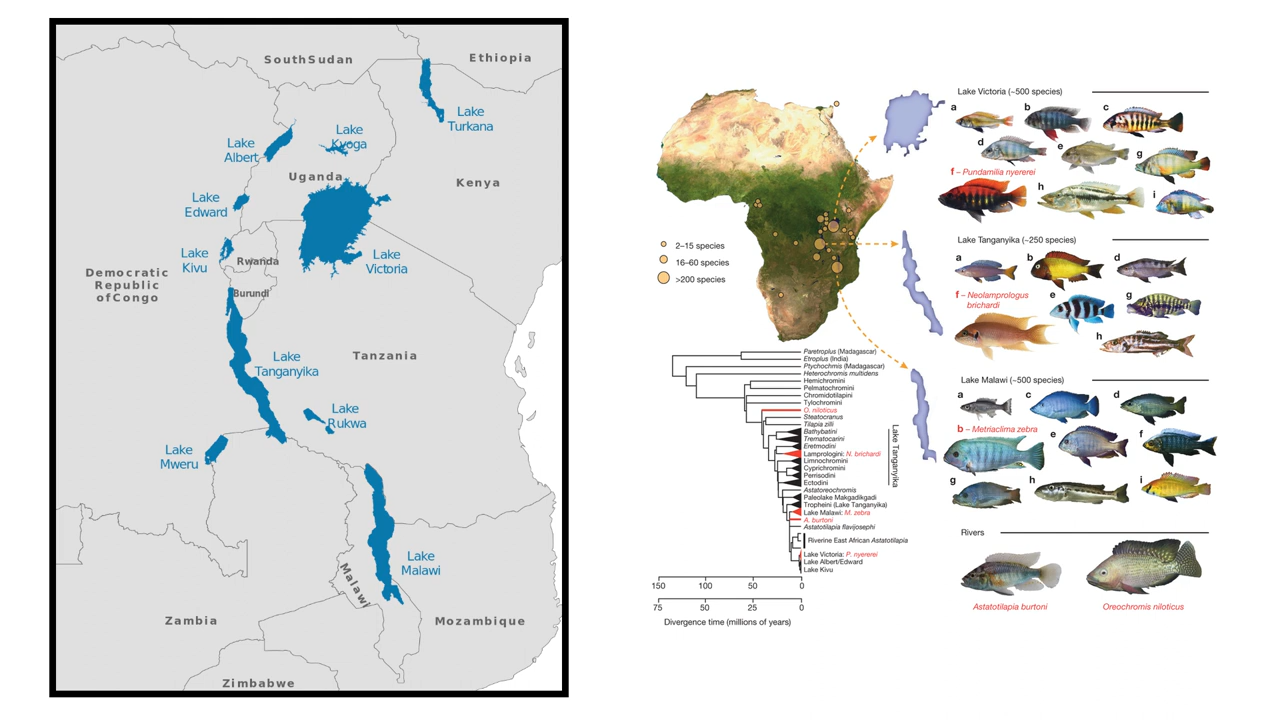 SouthSudan
Ethiopia
Lake
Turkana
Lake
Kyoga
Lake
Albert
Uganda
Kenya
Lake
Edward
Lake
Kivu
Rwanda
Lake
Victoria
Democratic
Republic
ofCongo
Burundi
Tanzania
Lake
Tanganyika
Lake
Rukwa
Lake
Mweru
Lake
Malawi
Malawi
Zambia
Mozambique
Zimbabwe
2–15 species
16–60 species
>200 species
Paretroplus (Madagascar)
Etroplus (India)
Ptychochmis (Madagascar)
Heterochromis multidens
Hemichromini
Pelmatochromini
Chromidotilapini
Tylochromini
O. niloticus
Steatocranus
Tilapia zilli
Bathybatini
Trematocarini
Eretmodini
Lamprologini: N. brichardi
Limnochromini
Cyprichromini
Perrisodini
Ectodini
Lake Tanganyika
Astatoreochromis
Paleolake Makgadikgadi
Tropheini (Lake Tanganyika)
Lake Malawi: M. zebra
A. burtoni
Astatotilapia flavijosephi
Riverine East African Astatotilapia
Lake Victoria: P. nyererei
Lake Albert/Edward
Lake Kivu
150 100 50 0
75 50 25 0
Divergence time (millions of years)
Lake Victoria (~500 species)
a b c
d e g
f – Pundamilia nyererei
h i
Lake Tanganyika (~250 species)
a b d
f – Neolamprologus
brichardi
e g
h
Lake Malawi (~500 species)
a c d
b – Metriaclima zebra
e f
g h i
Rivers
Astatotilapia burtoni
Oreochromis niloticus